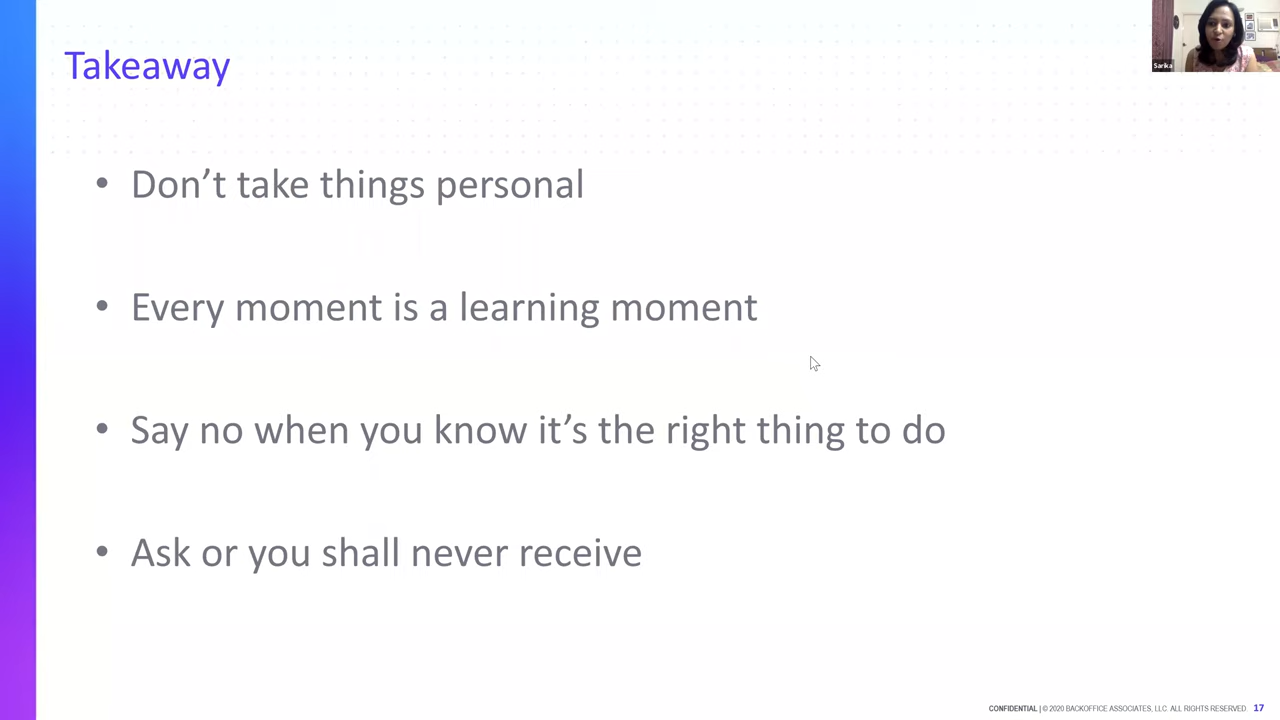 Takeaway
Sarika
• Don’t take things personal
• Every moment is a learning moment
• Say no when you know it’s the right thing to do
• Ask or you shall never receive
CONFIDENTIAL | © 2020 BACKOFFICE ASSOCIATES, LLC. ALL RIGHTS RESERVED 17